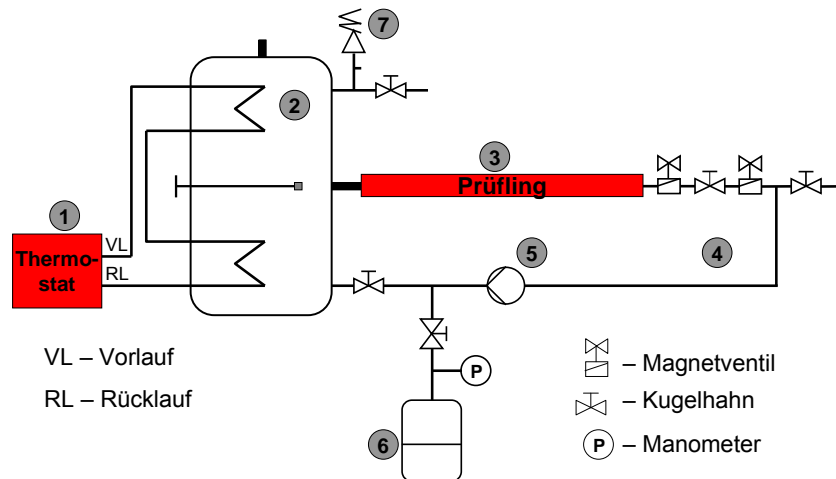 7
2
3
Prüfling
1
Thermo-
stat
VL
RL
5
4
VL – Vorlauf
RL – Rücklauf
P
6
– Magnetventil
– Kugelhahn
P – Manometer